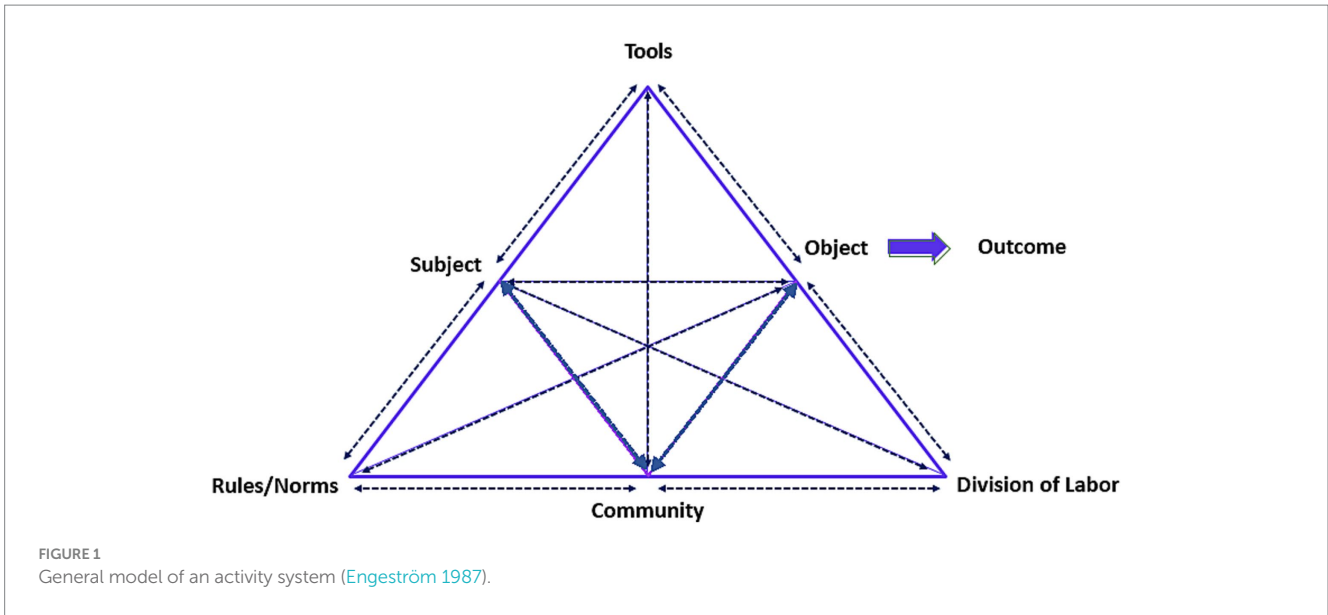 Tools
Subject
Object
Outcome
Rules/Norms
Community
Division of Labor
FIGURE 1
General model of an activity system (Engeström 1987).